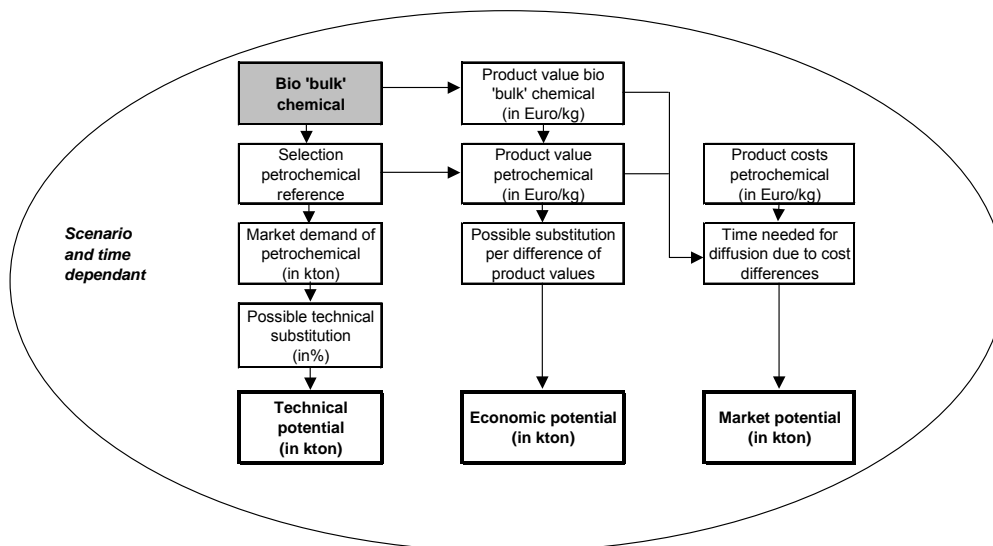 Bio 'bulk'
chemical
Product value bio
'bulk' chemical
(in Euro/kg)
Selection
petrochemical
reference
Product value
petrochemical
(in Euro/kg)
Product costs
petrochemical
(in Euro/kg)
Scenario
and time
dependant
Market demand of
petrochemical
(in kton)
Possible substitution
per difference of
product values
Time needed for
diffusion due to cost
differences
Possible technical
substitution
(in%)
Technical
potential
(in kton)
Economic potential
(in kton)
Market potential
(in kton)